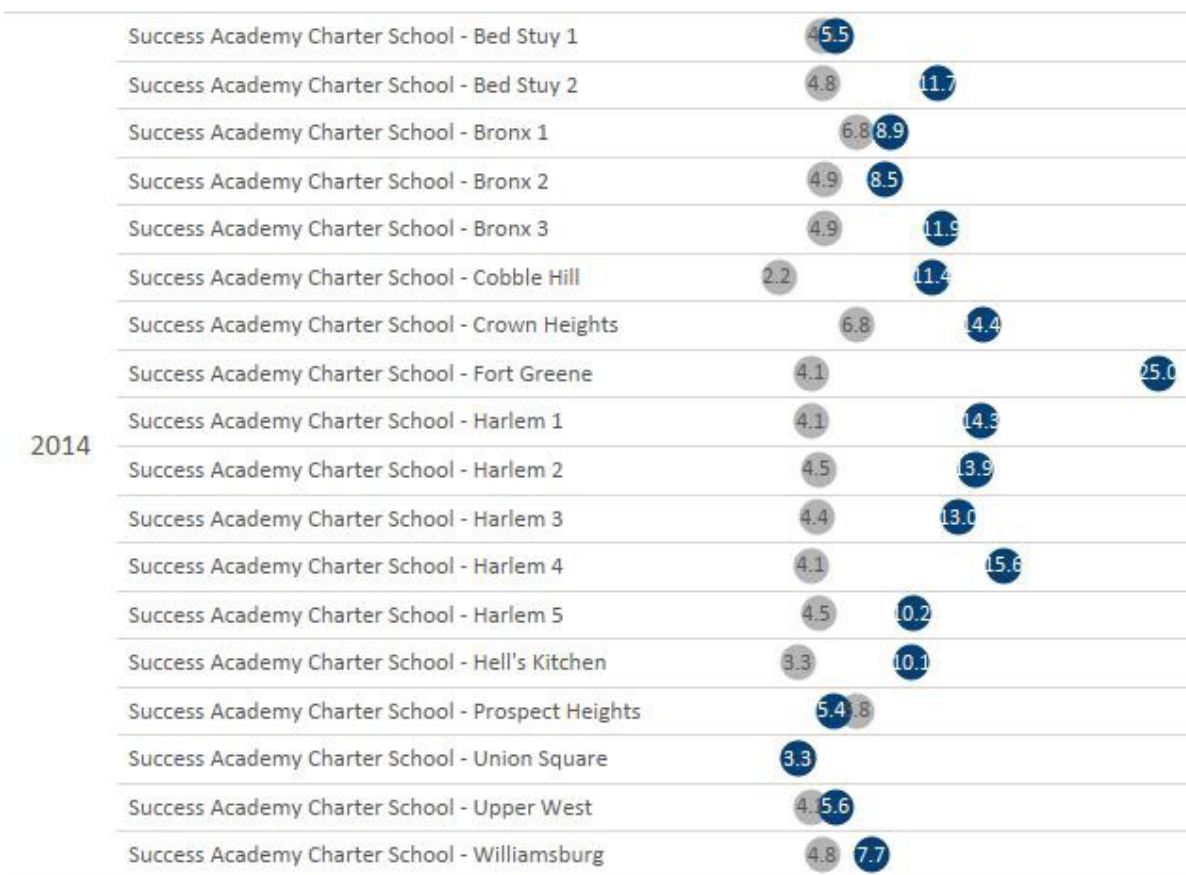 Success Academy Charter School - Bed Stuy 1 5.5
Success Academy Charter School - Bed Stuy 2 4.8 11.7
Success Academy Charter School - Bronx 1 6.8 8.9
Success Academy Charter School - Bronx 2 4.9 8.5
Success Academy Charter School - Bronx 3 4.9 11.9
Success Academy Charter School - Cobble Hill 2.2 11.4
Success Academy Charter School - Crown Heights 6.8 14.4
Success Academy Charter School - Fort Greene 4.1 25.0
Success Academy Charter School - Harlem 1 4.1 14.3
2014
Success Academy Charter School - Harlem 2 4.5 13.9
Success Academy Charter School - Harlem 3 4.4 13.0
Success Academy Charter School - Harlem 4 4.1 15.6
Success Academy Charter School - Harlem 5 4.5 10.2
Success Academy Charter School - Hell's Kitchen 3.3 10.1
Success Academy Charter School - Prospect Heights 5.4
Success Academy Charter School - Union Square 3.3
Success Academy Charter School - Upper West 4.1 5.6
Success Academy Charter School - Williamsburg 4.8 7.7